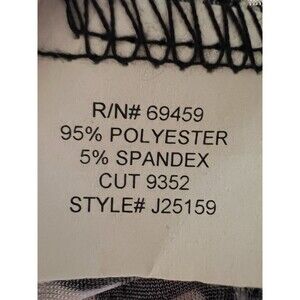 R/N# 69459
95% POLYESTER
5% SPANDEX
CUT 9352
STYLE# J25159